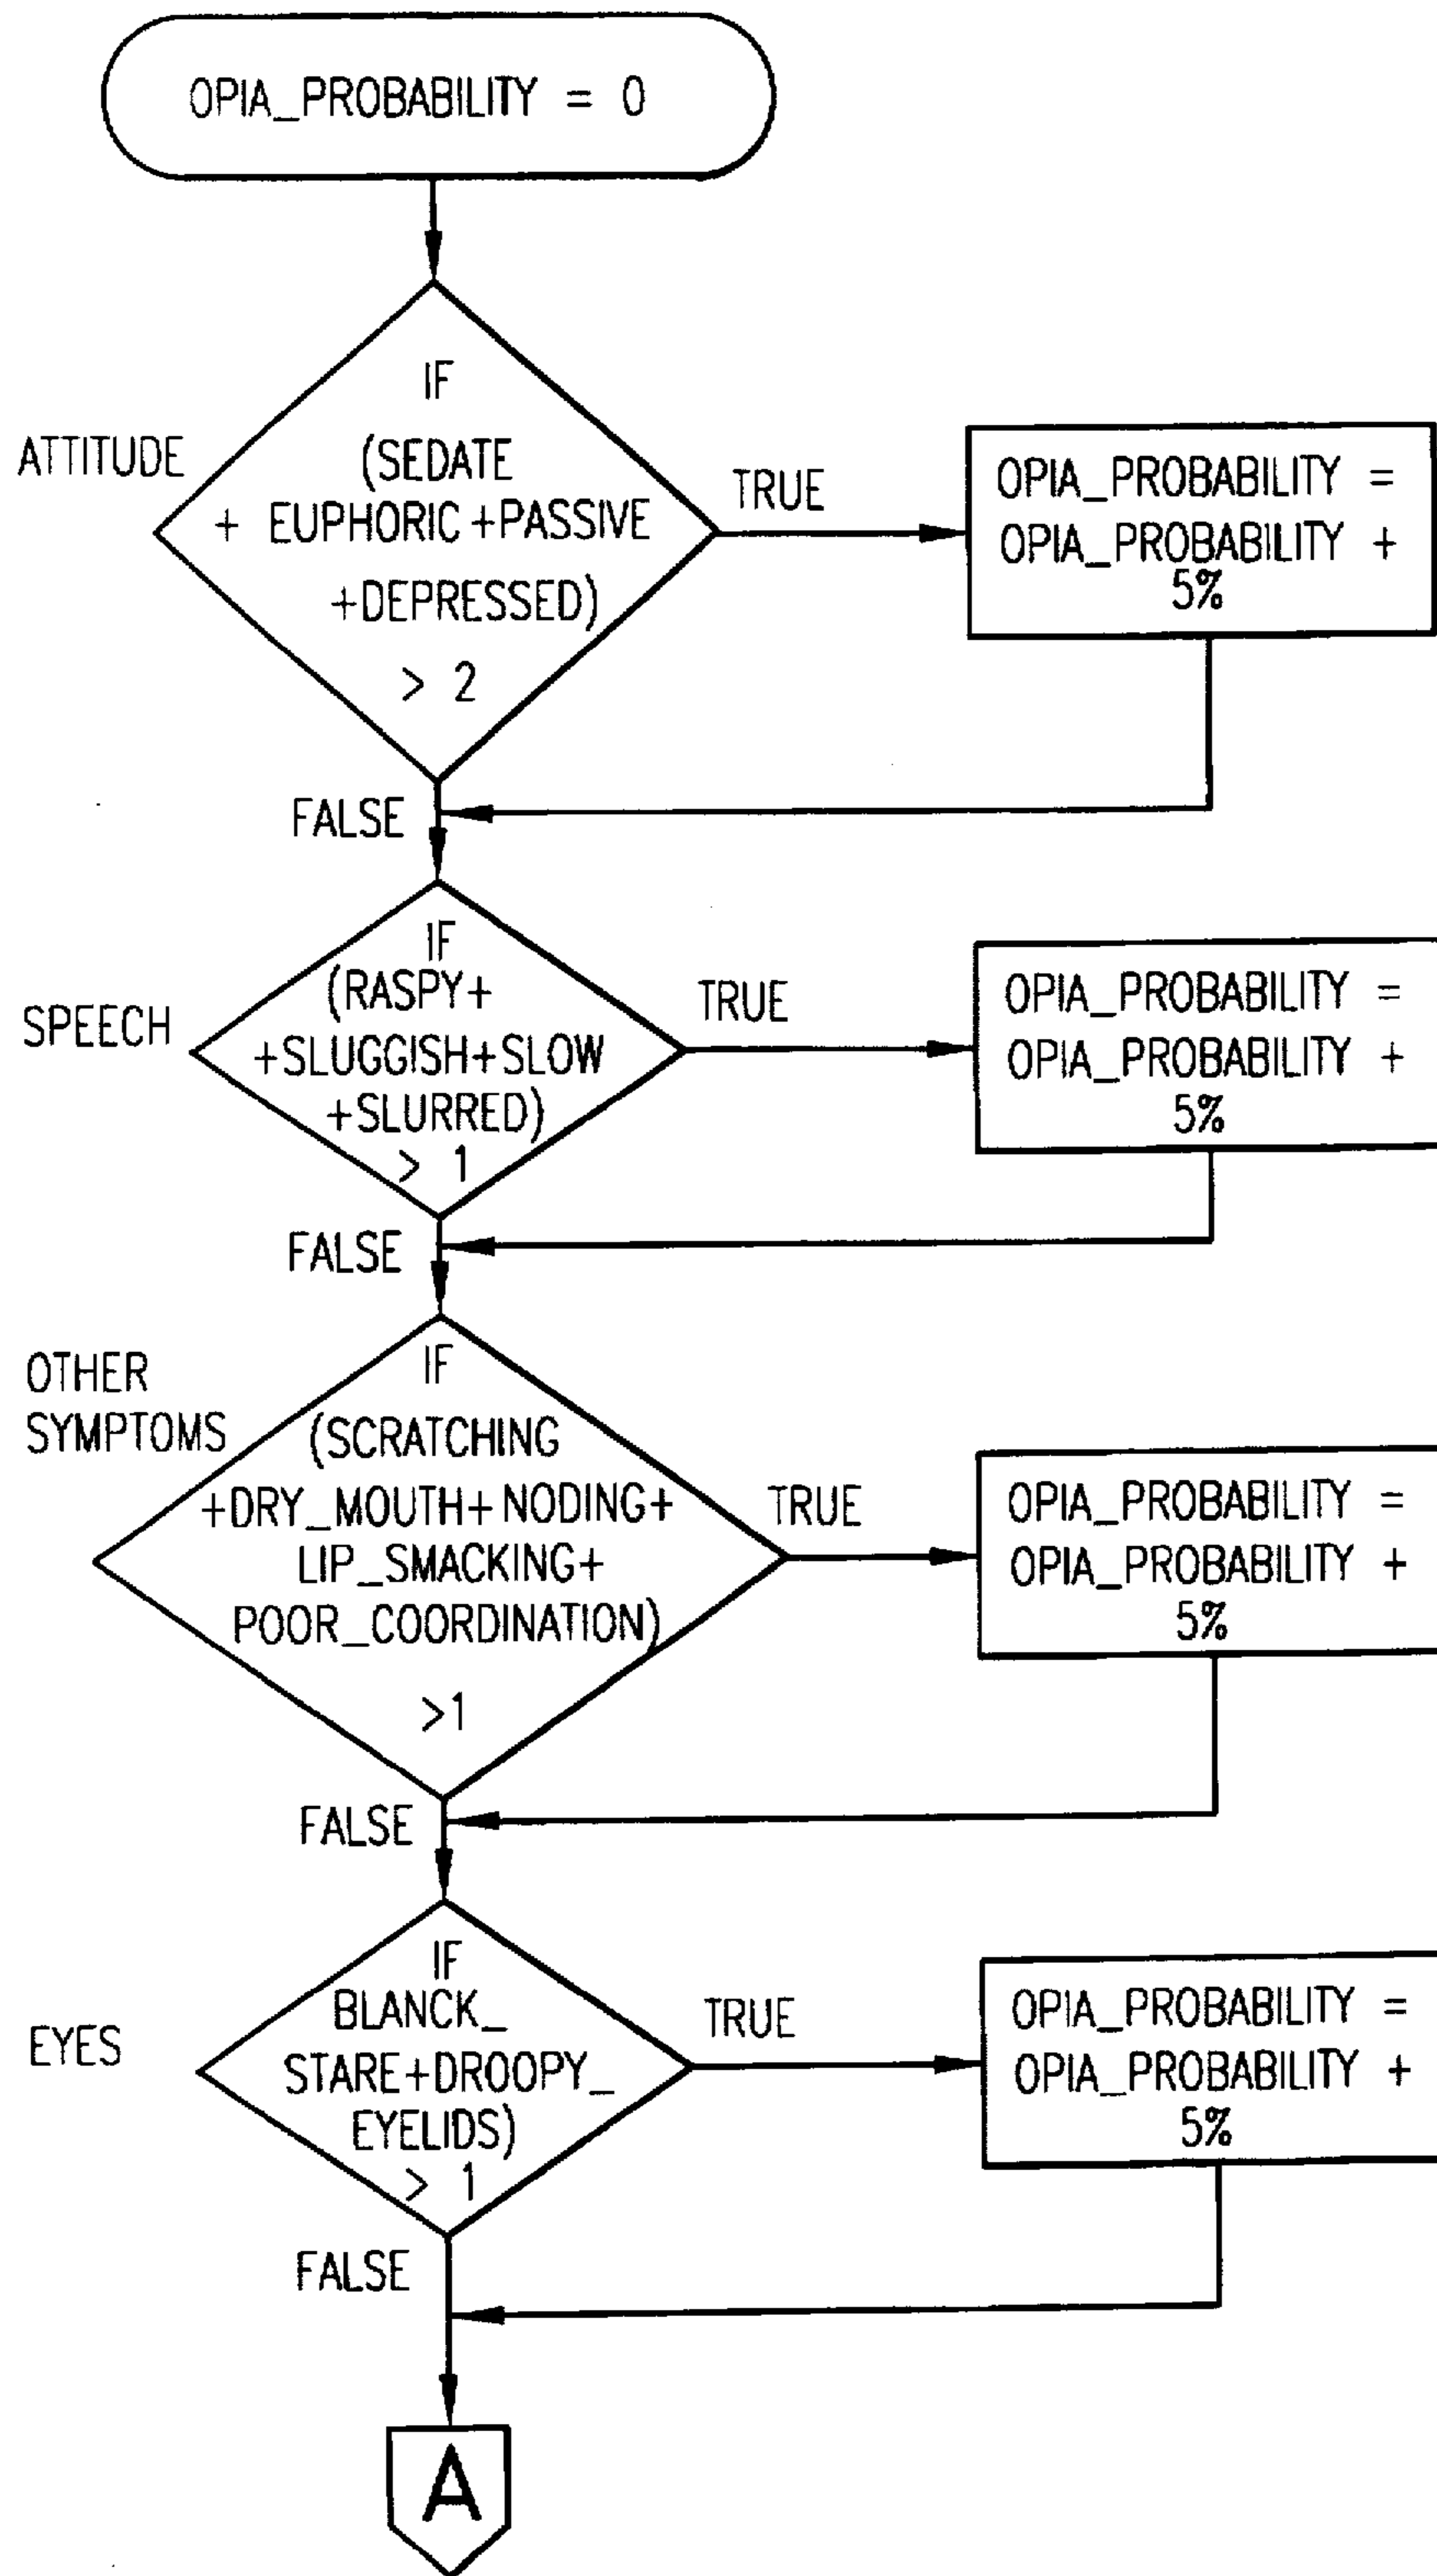 OPIA_PROBABILITY = 0
ATTITUDE
IF
(SEDATE
+ EUPHORIC +PASSIVE
+DEPRESSED)
> 2
TRUE
OPIA_PROBABILITY =
OPIA_PROBABILITY +
5%
FALSE
SPEECH
IF
(RASPY+
+SLUGGISH+SLOW
+SLURRED)
> 1
TRUE
OPIA_PROBABILITY =
OPIA_PROBABILITY +
5%
FALSE
OTHER
SYMPTOMS
IF
(SCRATCHING
+DRY_MOUTH+ NODING+
LIP_SMACKING+
POOR_COORDINATION)
>1
TRUE
OPIA_PROBABILITY =
OPIA_PROBABILITY +
5%
FALSE
EYES
IF
BLANCK_
STARE+DROOPY_
EYELIDS)
> 1
TRUE
OPIA_PROBABILITY =
OPIA_PROBABILITY +
5%
FALSE
A